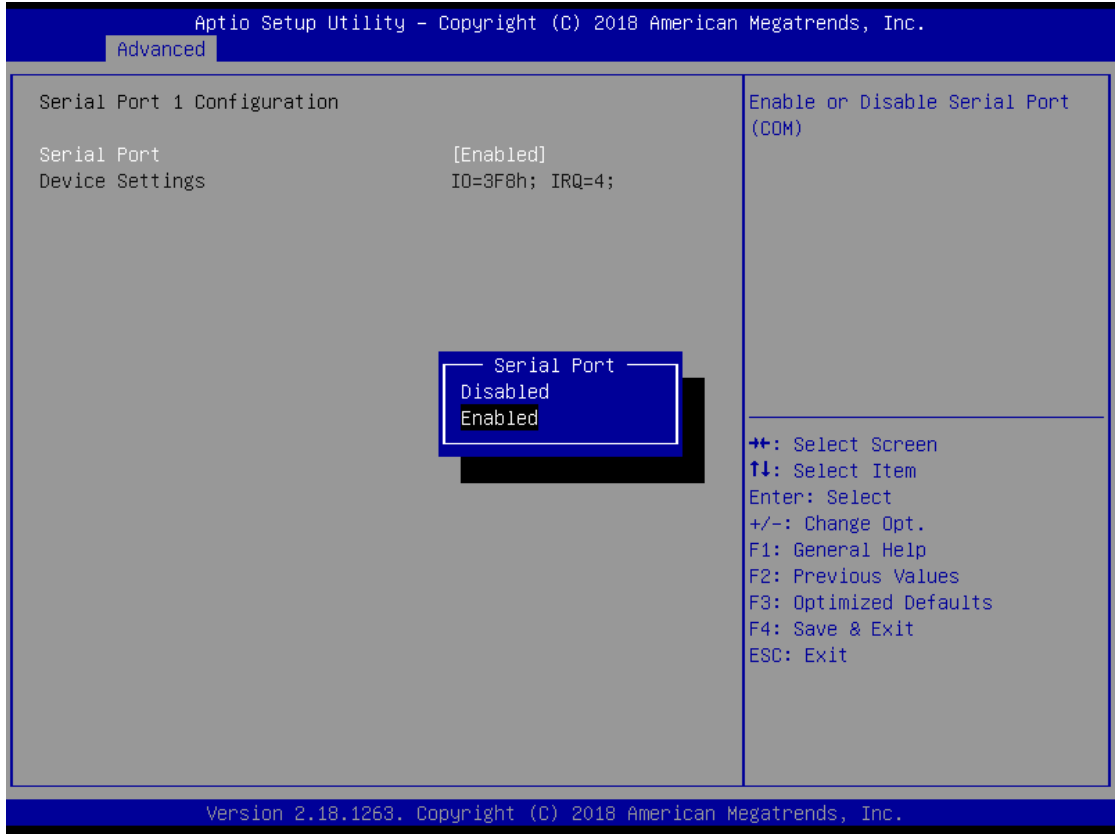 Aptio Setup Utility – Copyright (C) 2018 American Megatrends, Inc.
Advanced
Serial Port 1 Configuration
Serial Port [Enabled]
Device Settings IO=3F8h; IRQ=4;
Serial Port
Disabled
Enabled
Enable or Disable Serial Port
(COM)
→←: Select Screen
↑↓: Select Item
Enter: Select
+/-: Change Opt.
F1: General Help
F2: Previous Values
F3: Optimized Defaults
F4: Save & Exit
ESC: Exit
Version 2.18.1263. Copyright (C) 2018 American Megatrends, Inc.